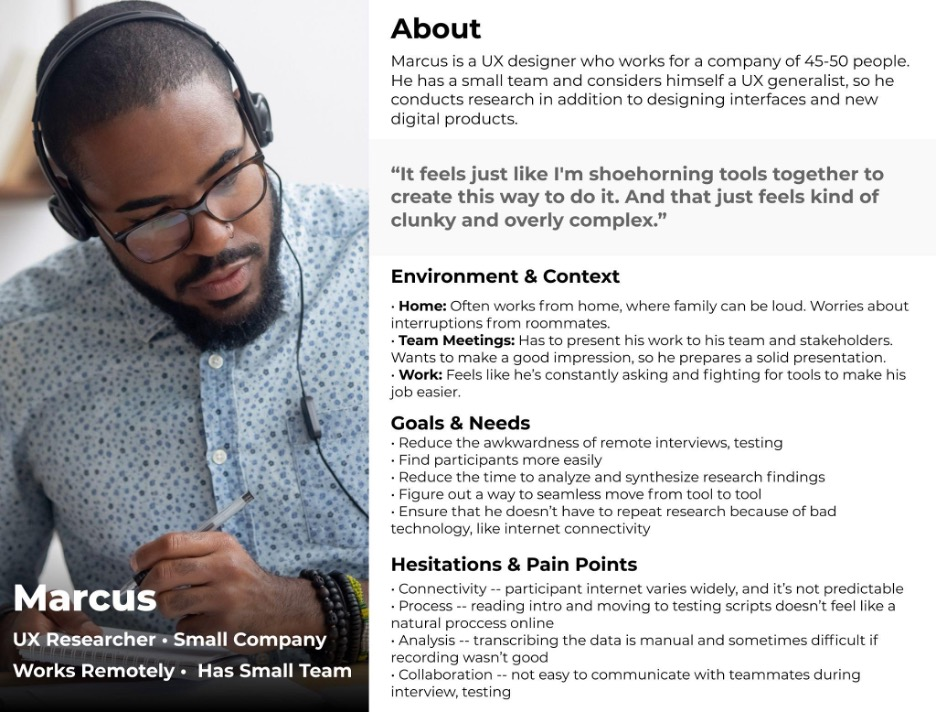 About
Marcus is a UX designer who works for a company of 45-50 people.
He has a small team and considers himself a UX generalist, so he
conducts research in addition to designing interfaces and new
digital products.
“It feels just like I'm shoehorning tools together to
create this way to do it. And that just feels kind of
clunky and overly complex.”
Environment & Context
• Home: Often works from home, where family can be loud. Worries about
interruptions from roommates.
• Team Meetings: Has to present his work to his team and stakeholders.
Wants to make a good impression, so he prepares a solid presentation.
• Work: Feels like he’s constantly asking and fighting for tools to make his
job easier.
Goals & Needs
• Reduce the awkwardness of remote interviews, testing
• Find participants more easily
• Reduce the time to analyze and synthesize research findings
• Figure out a way to seamless move from tool to tool
• Ensure that he doesn’t have to repeat research because of bad
technology, like internet connectivity
Hesitations & Pain Points
• Connectivity -- participant internet varies widely, and it’s not predictable
• Process -- reading intro and moving to testing scripts doesn’t feel like a
natural proccess online
• Analysis -- transcribing the data is manual and sometimes difficult if
recording wasn’t good
• Collaboration -- not easy to communicate with teammates during
interview, testing
Marcus
UX Researcher • Small Company
Works Remotely • Has Small Team